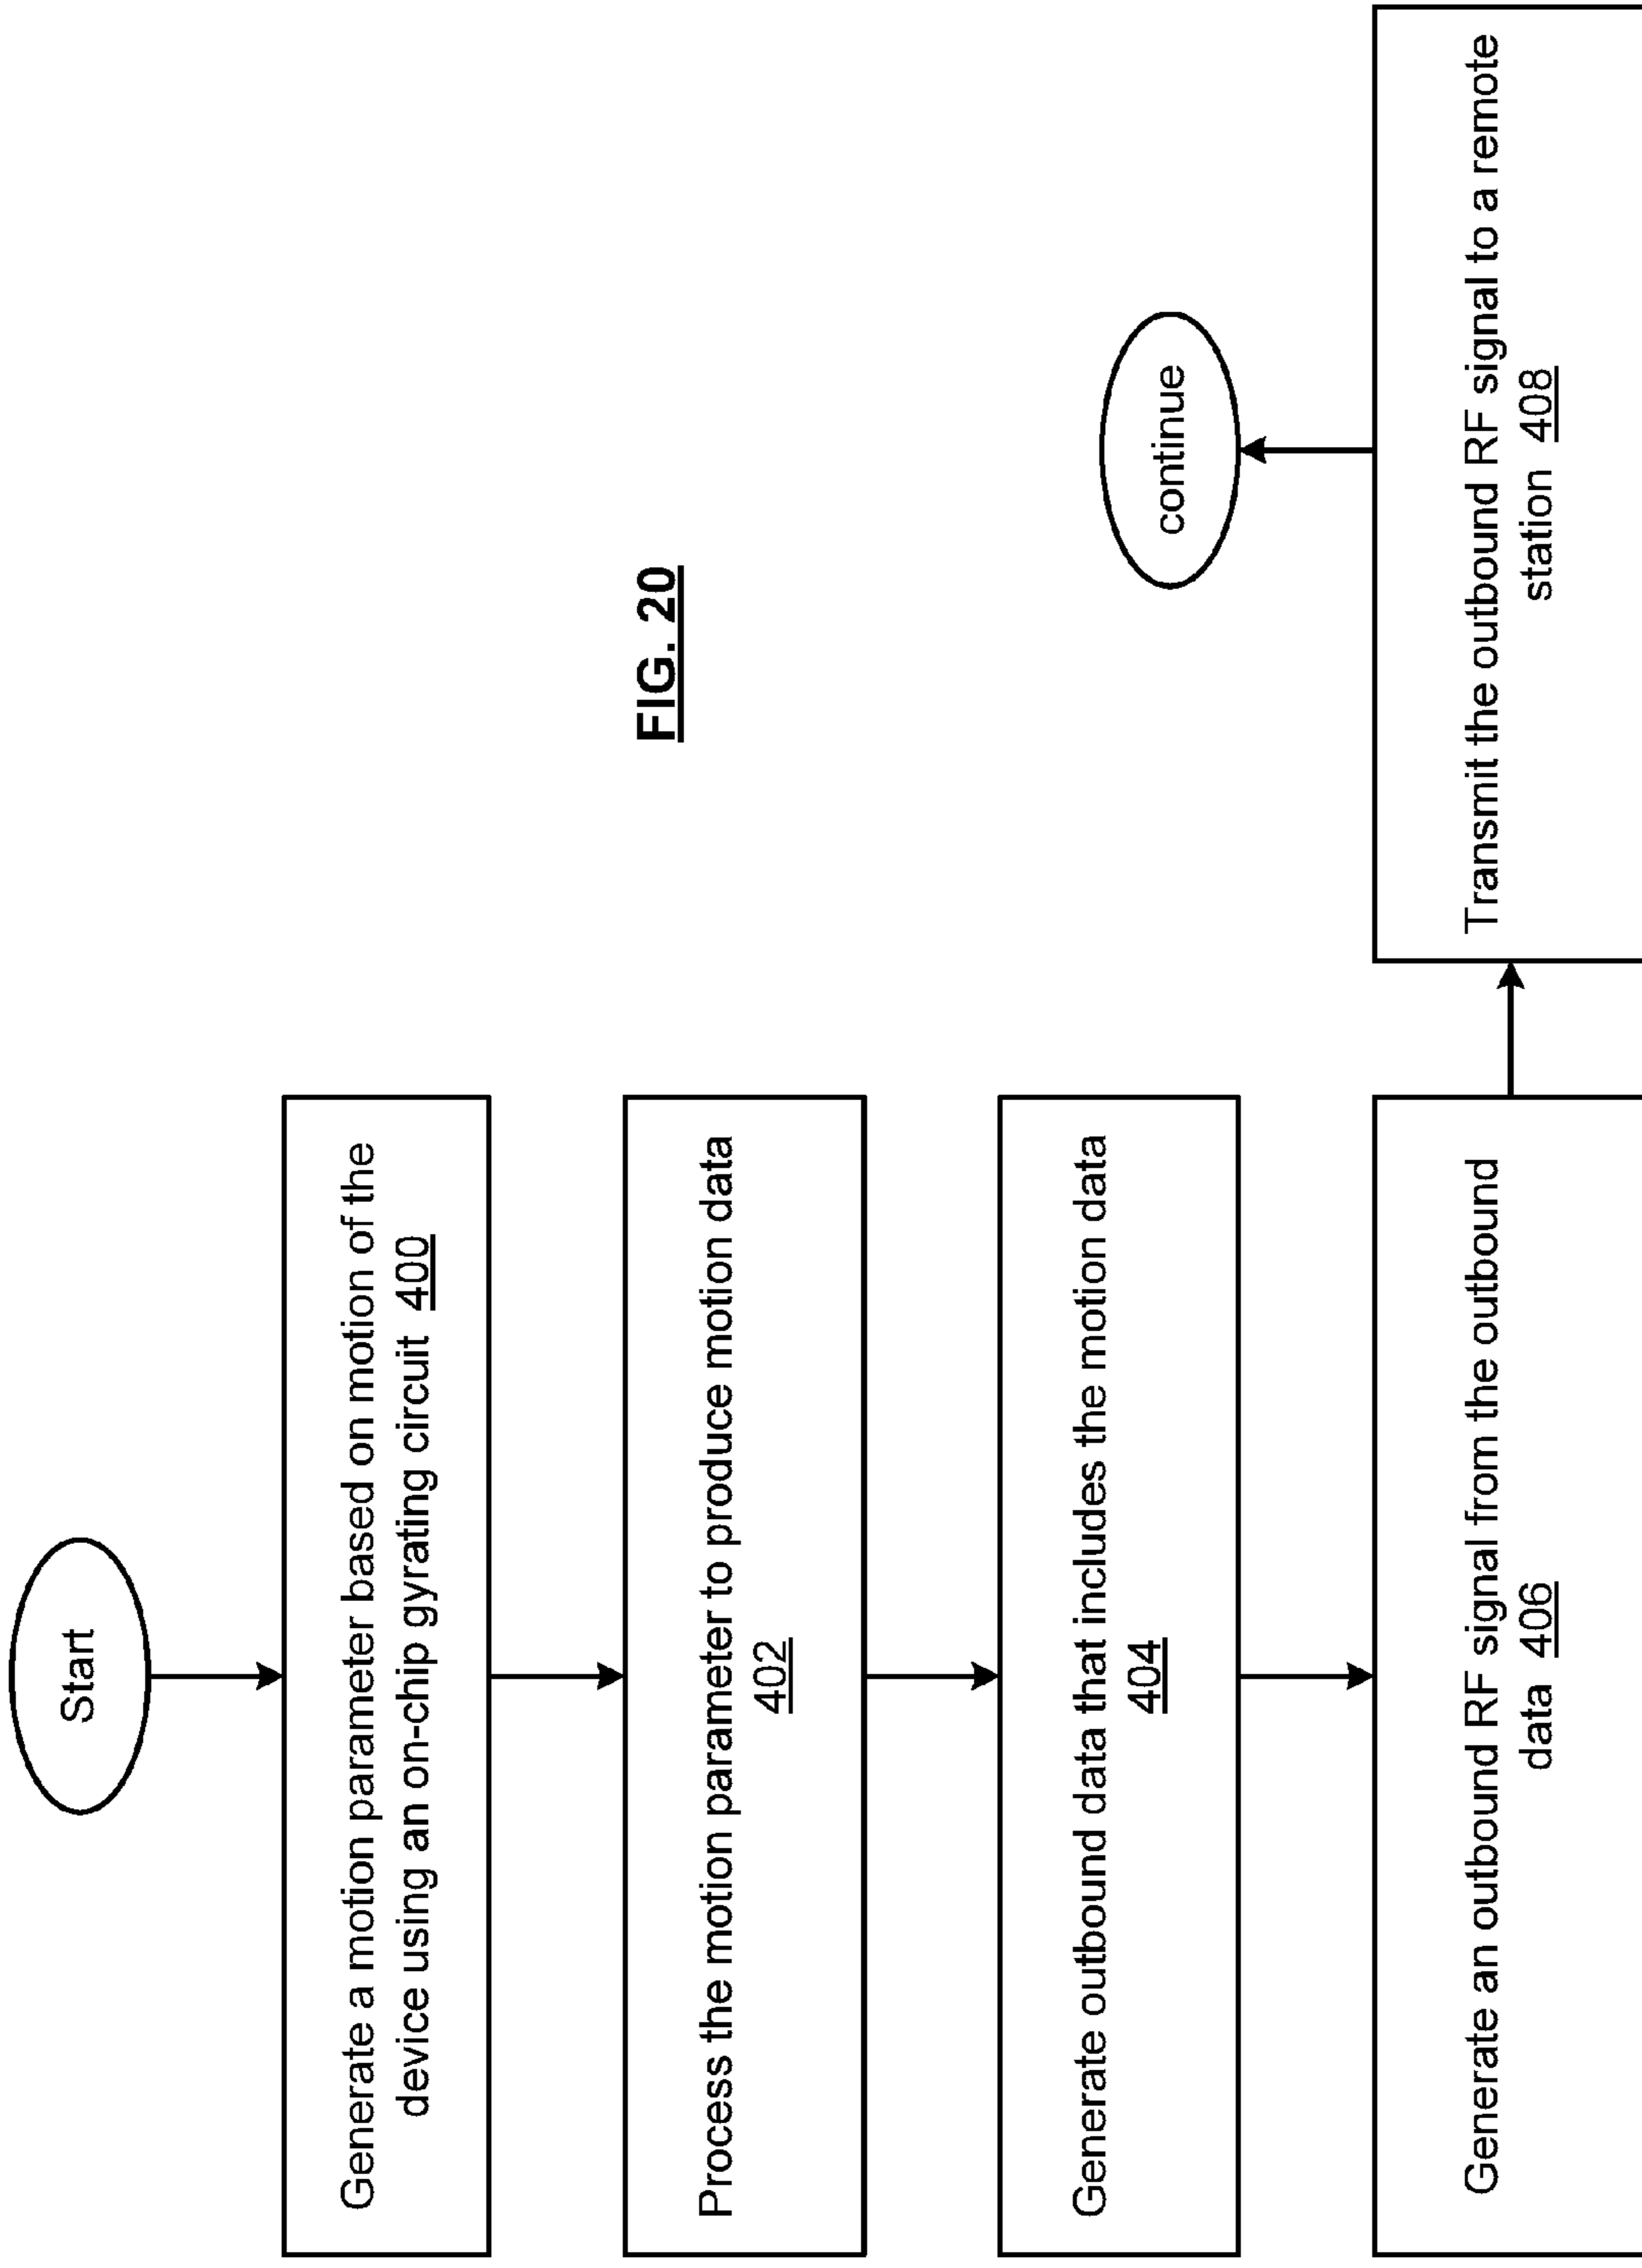 Start
Generate a motion parameter based on motion of the
device using an on-chip gyrating circuit 400
Process the motion parameter to produce motion data
402
Generate outbound data that includes the motion data
404
Generate an outbound RF signal from the outbound
data 406
Transmit the outbound RF signal to a remote
station 408
continue
FIG. 20